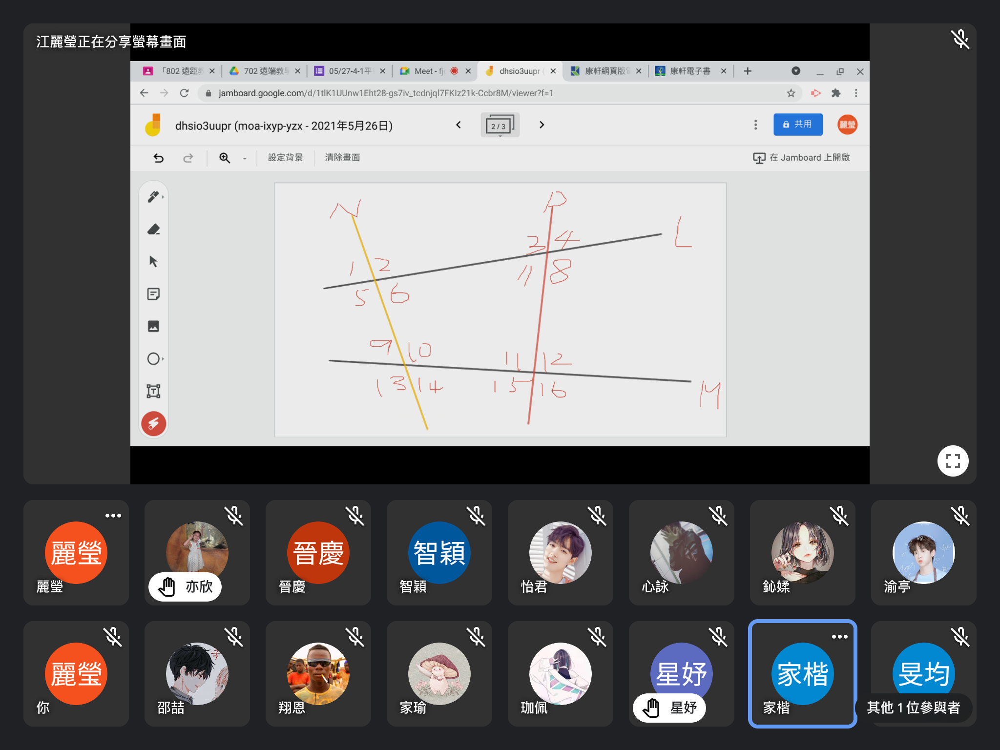 江麗瑩正在分享螢幕畫面
「802 遠距教
702 遠端教學
05/27-4-1平
Meet - fjc
dhsio3uupr (
康軒網頁版電
康軒電子書
jamboard.google.com/d/1tlK1UUnw1Eht28-gs7iv_tcdnjql7FKIz21k-Ccbr8M/viewer?f=1
dhsio3uupr (moa-ixyp-yzx - 2021年5月26日)
2 / 3
共用
麗瑩
設定背景
清除畫面
在 Jamboard 上開啟
N
P
L
3 4
1 2
8
5 6
9 10
11 12
13 14
15 16
M
麗瑩
晉慶
智穎
麗瑩
亦欣
晉慶
智穎
怡君
心詠
鈊媃
渝亭
麗瑩
星妤
家楷
旻均
你
邵喆
翔恩
家瑜
珈佩
星妤
家楷
其他 1 位參與者